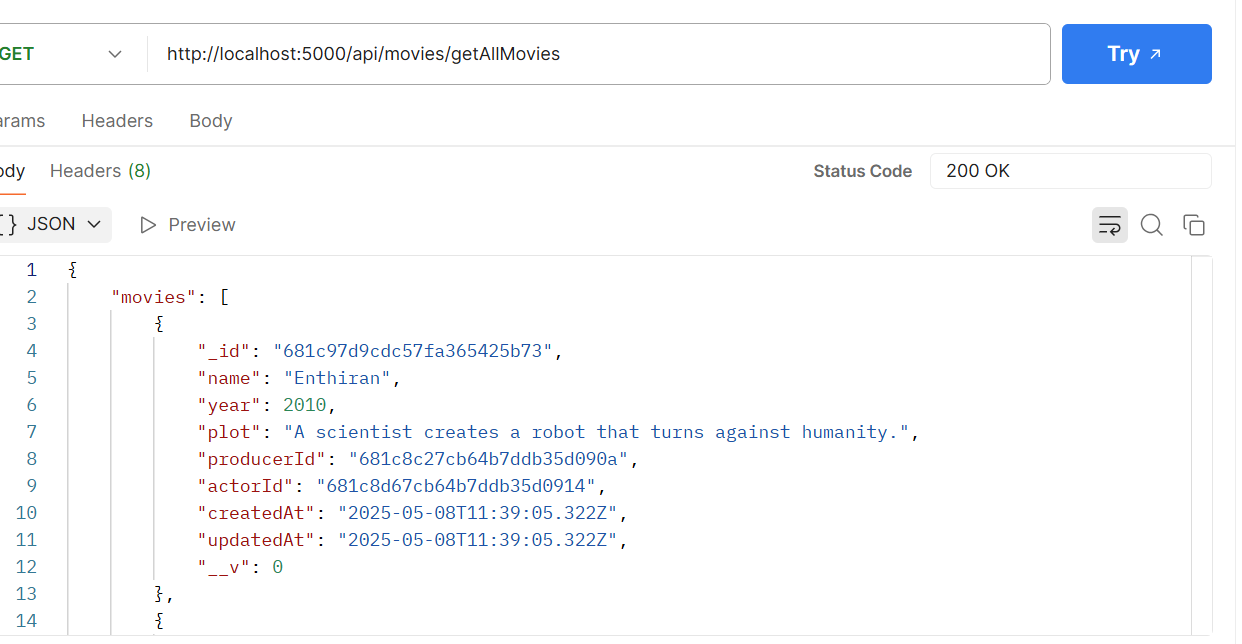 GET http://localhost:5000/api/movies/getAllMovies Try
arams Headers Body
ody Headers (8) Status Code 200 OK
{} JSON Preview
1 {
2 "movies": [
3 {
4 "_id": "681c97d9cdc57fa365425b73",
5 "name": "Enthiran",
6 "year": 2010,
7 "plot": "A scientist creates a robot that turns against humanity.",
8 "producerId": "681c8c27cb64b7ddb35d090a",
9 "actorId": "681c8d67cb64b7ddb35d0914",
10 "createdAt": "2025-05-08T11:39:05.322Z",
11 "updatedAt": "2025-05-08T11:39:05.322Z",
12 "__v": 0
13 },
14 {